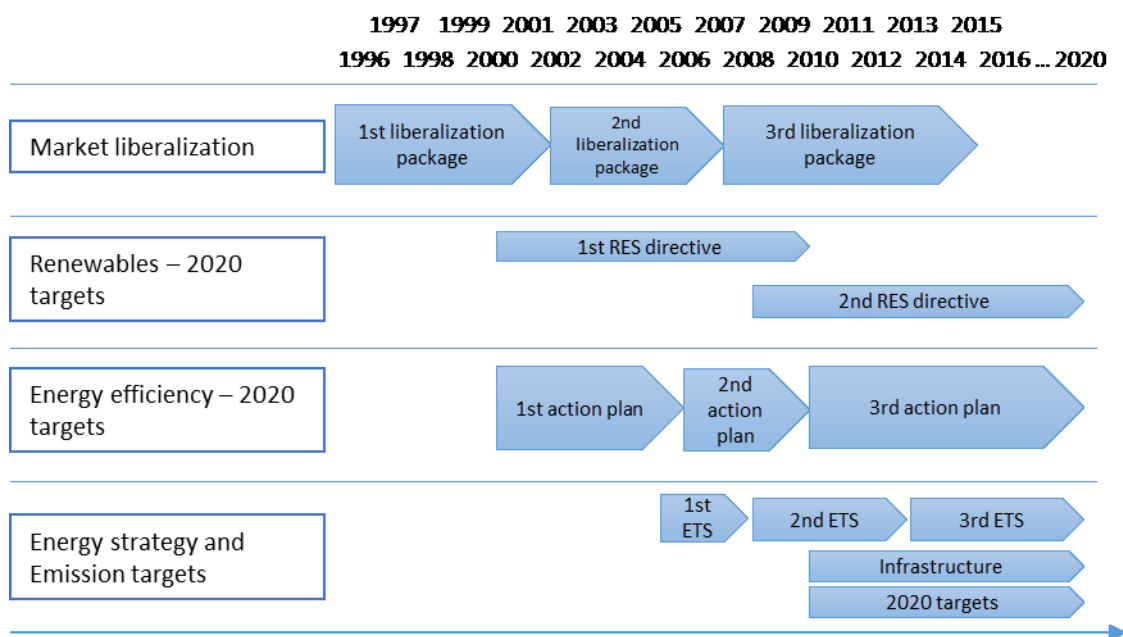 1997 1999 2001 2003 2005 2007 2009 2011 2013 2015
1996 1998 2000 2002 2004 2006 2008 2010 2012 2014 2016 ... 2020
Market liberalization
1st liberalization
package
2nd
liberalization
package
3rd liberalization
package
Renewables – 2020
targets
1st RES directive
2nd RES directive
Energy efficiency – 2020
targets
1st action plan
2nd
action
plan
3rd action plan
Energy strategy and
Emission targets
1st
ETS
2nd ETS
3rd ETS
Infrastructure
2020 targets